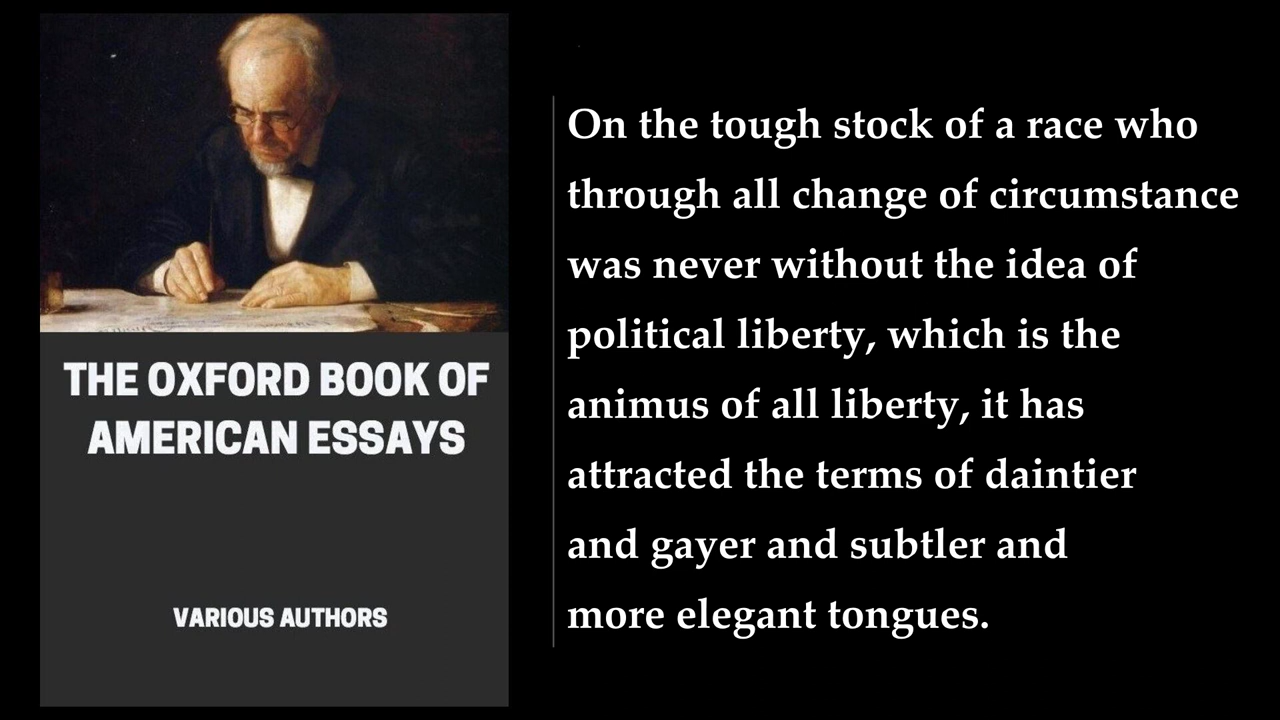 THE OXFORD BOOK OF
AMERICAN ESSAYS
VARIOUS AUTHORS
On the tough stock of a race who
through all change of circumstance
was never without the idea of
political liberty, which is the
animus of all liberty, it has
attracted the terms of daintier
and gayer and subtler and
more elegant tongues.